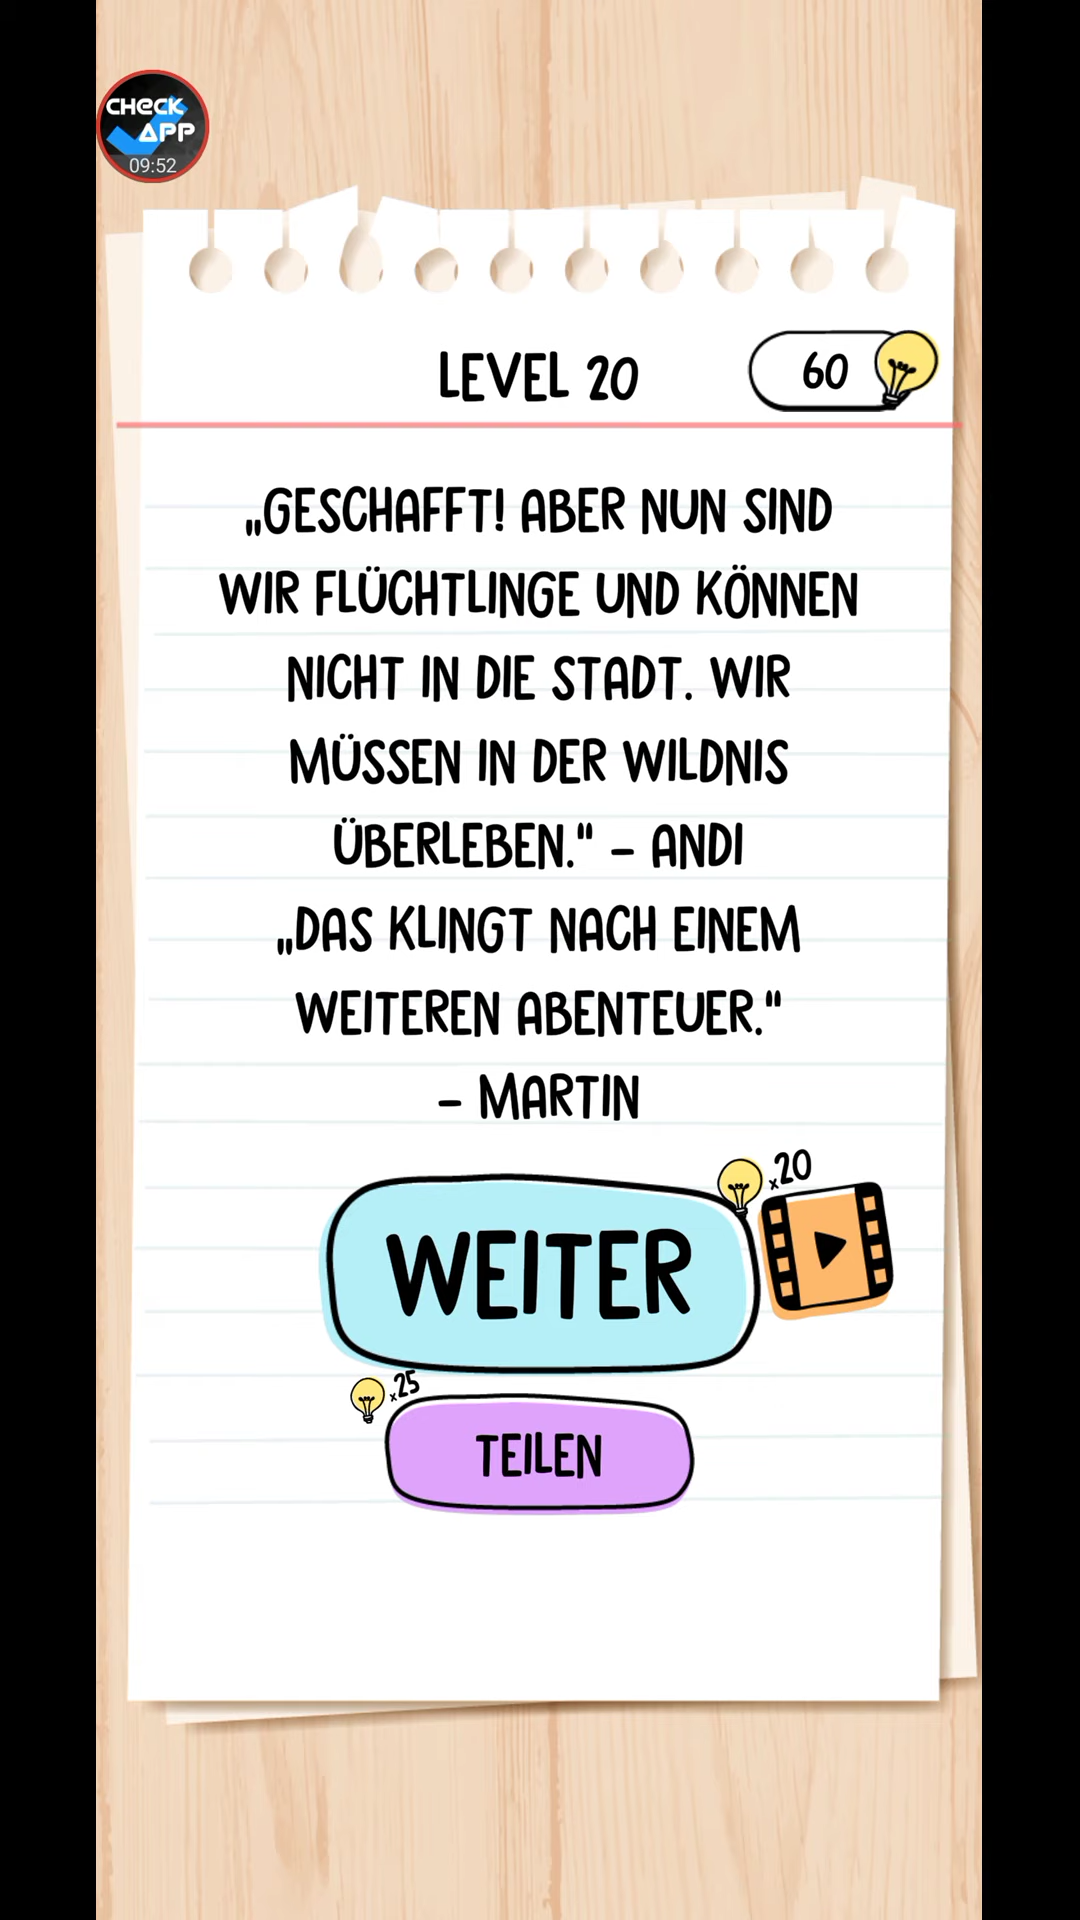 CHECK
APP
09:52
LEVEL 20
60
„GESCHAFFT! ABER NUN SIND
WIR FLÜCHTLINGE UND KÖNNEN
NICHT IN DIE STADT. WIR
MÜSSEN IN DER WILDNIS
ÜBERLEBEN." – ANDI
„DAS KLINGT NACH EINEM
WEITEREN ABENTEUER."
– MARTIN
x20
WEITER
x25
TEILEN